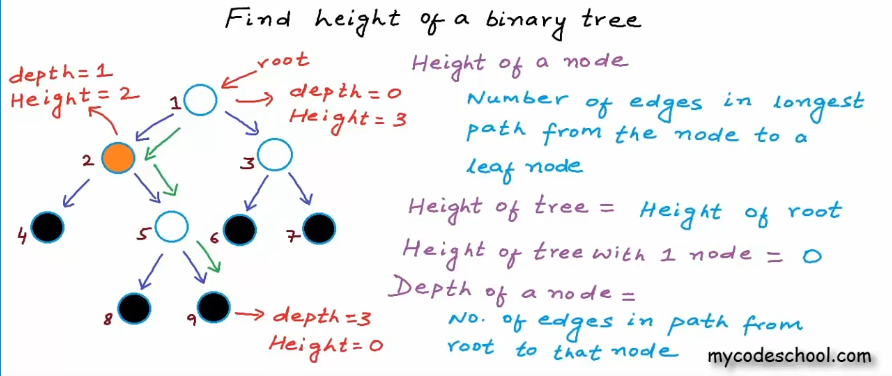 Find height of a binary tree
depth=1
Height=2
root
1
depth=0
Height=3
2
3
4
5
6
7
8
9
depth=3
Height=0
Height of a node
Number of edges in longest
path from the node to a
leaf node
Height of tree = Height of root
Height of tree with 1 node = 0
Depth of a node =
No. of edges in path from
root to that node
mycodeschool.com